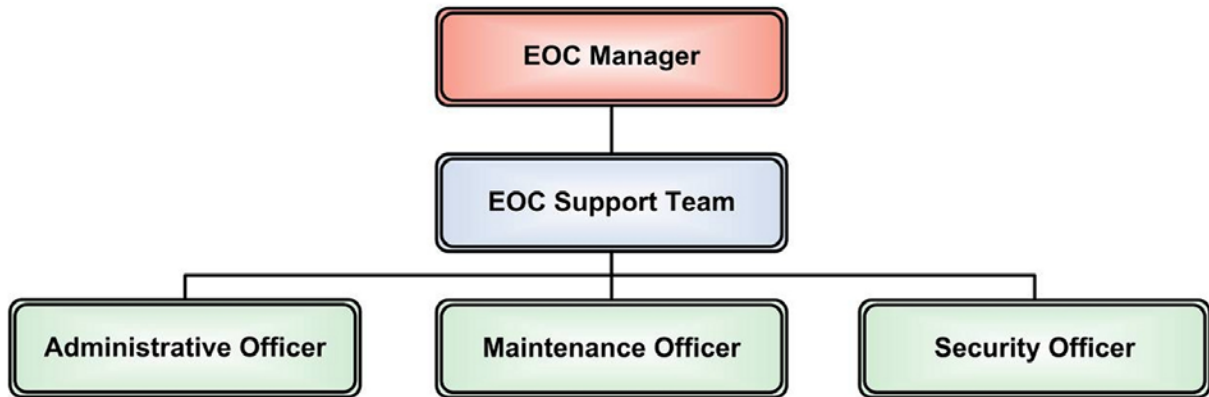 EOC Manager
EOC Support Team
Administrative Officer
Maintenance Officer
Security Officer